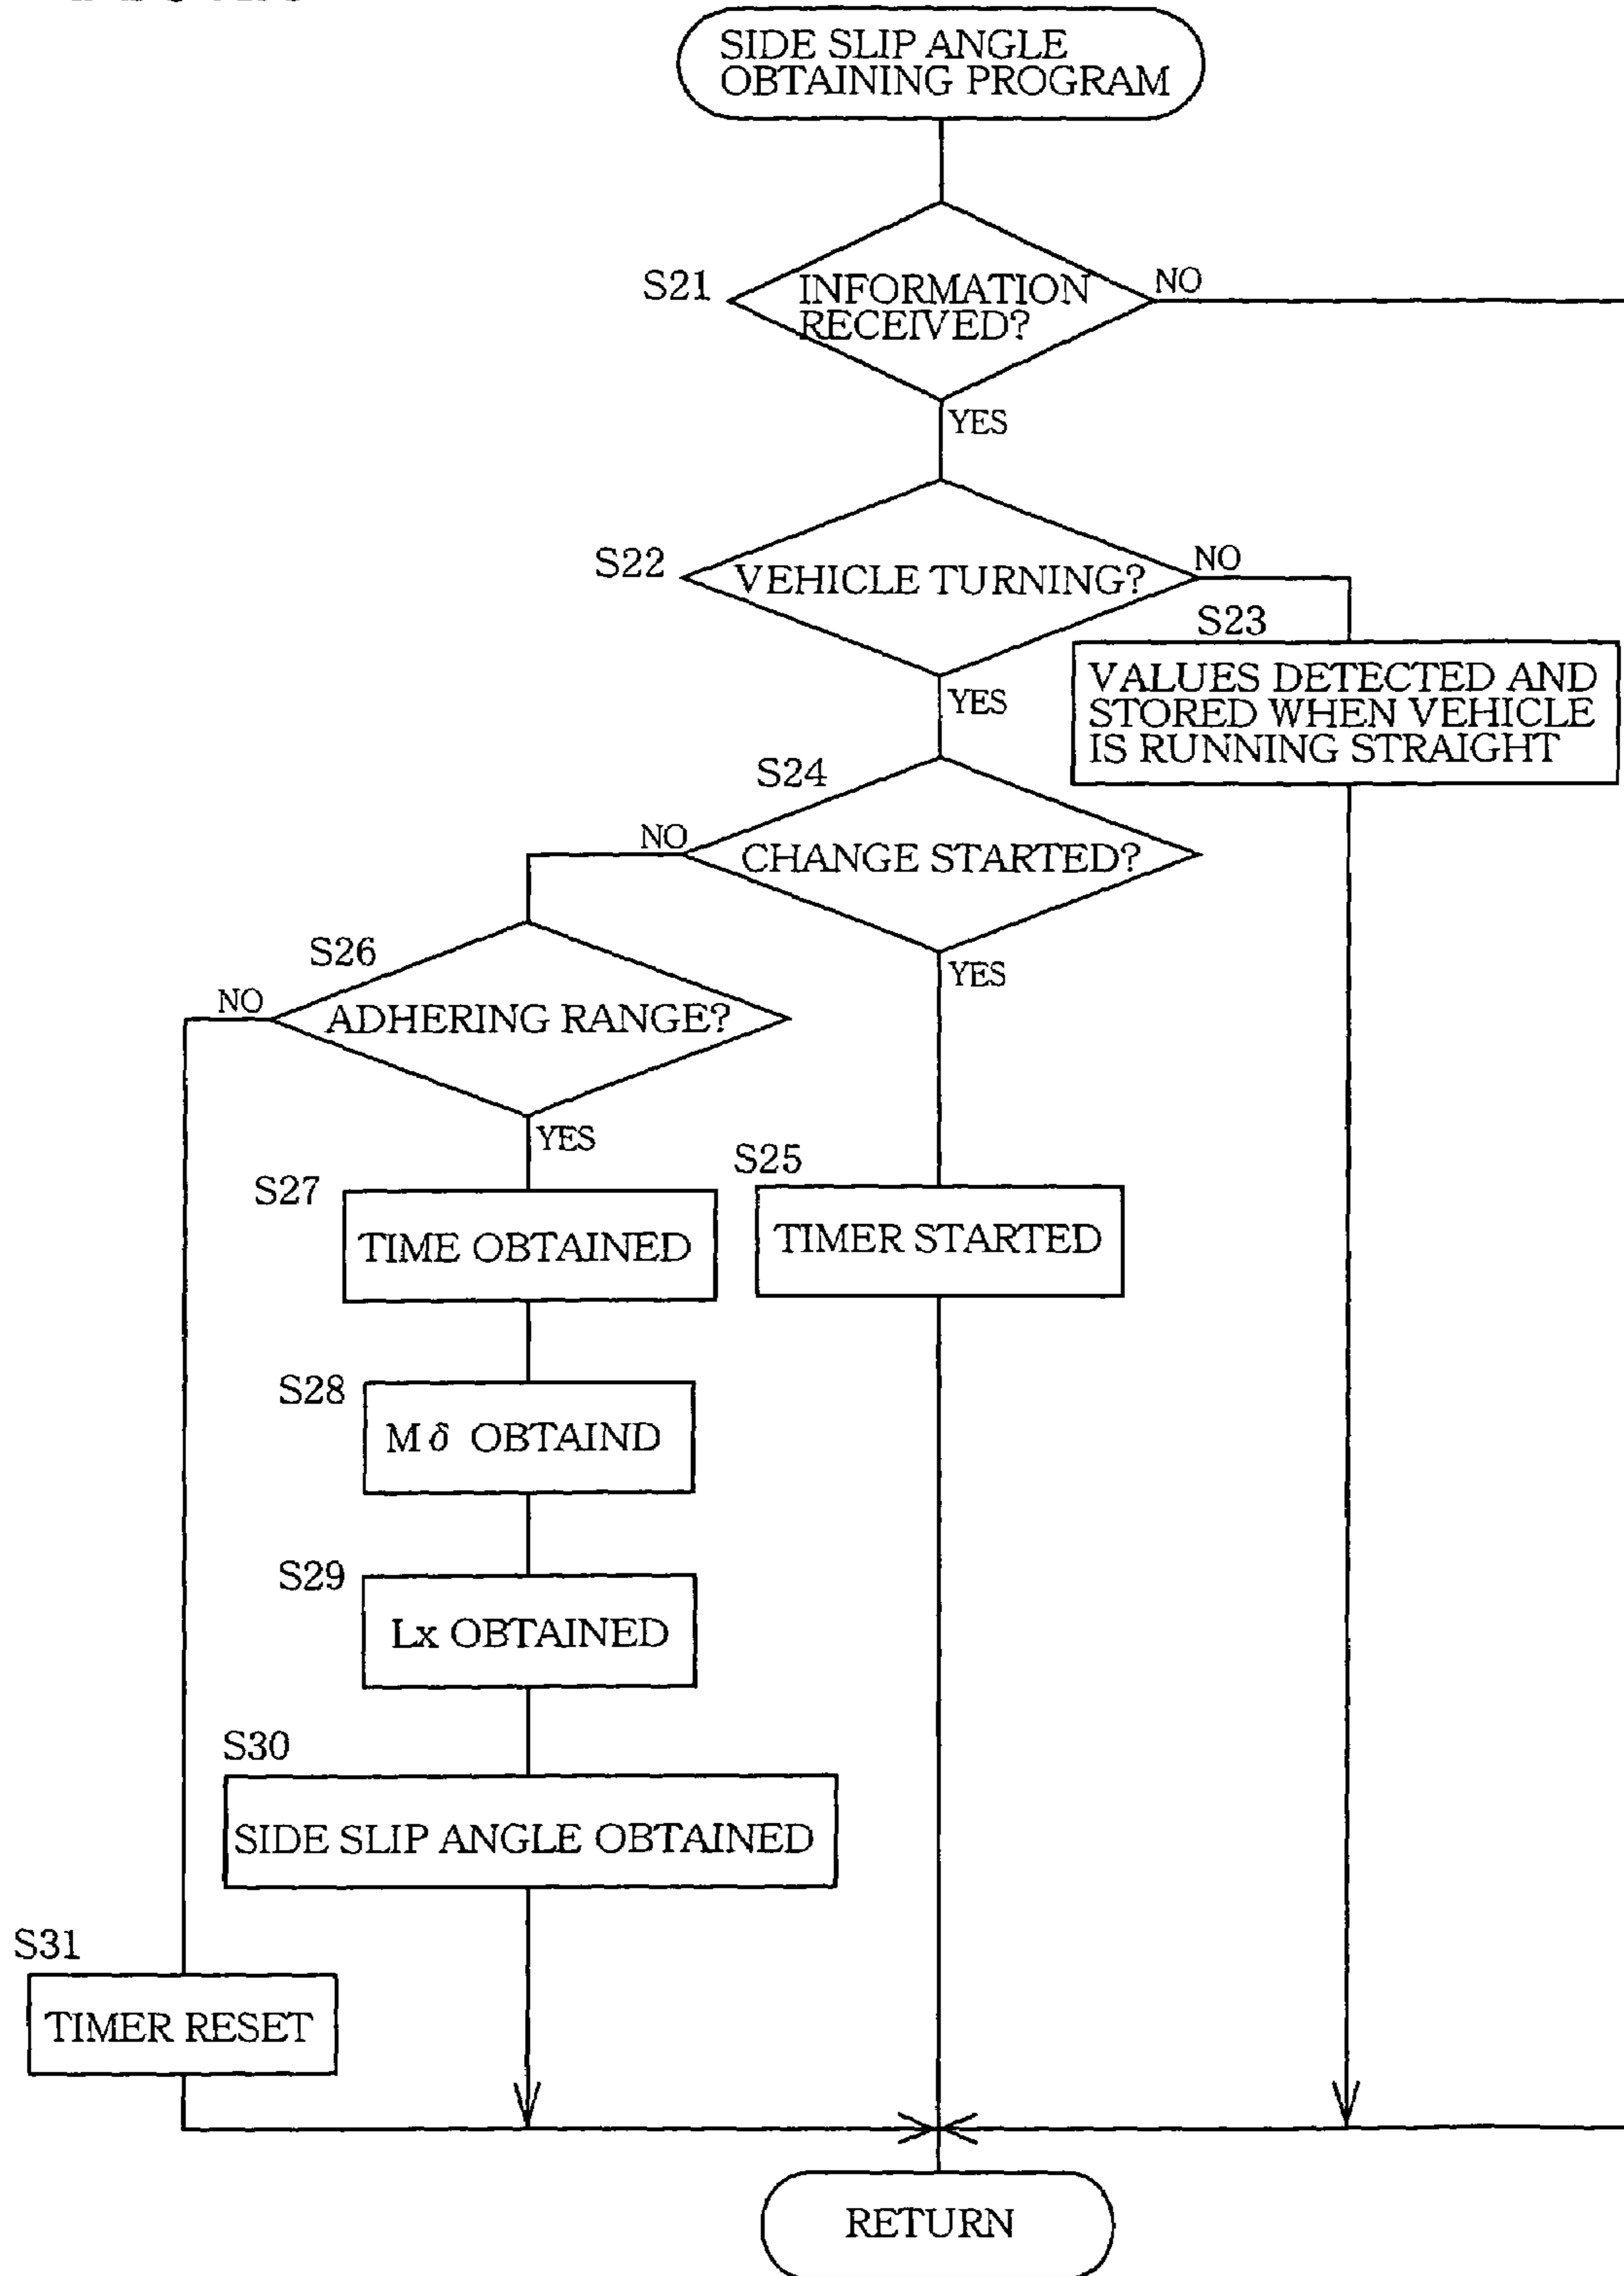 SIDE SLIP ANGLE
OBTAINING PROGRAM
S21
INFORMATION
RECEIVED?
NO
YES
S22
VEHICLE TURNING?
NO
YES
S23
VALUES DETECTED AND
STORED WHEN VEHICLE
IS RUNNING STRAIGHT
S24
CHANGE STARTED?
NO
YES
S26
ADHERING RANGE?
NO
YES
S25
TIMER STARTED
S27
TIME OBTAINED
S28
Mδ OBTAIND
S29
Lx OBTAINED
S30
SIDE SLIP ANGLE OBTAINED
S31
TIMER RESET
RETURN